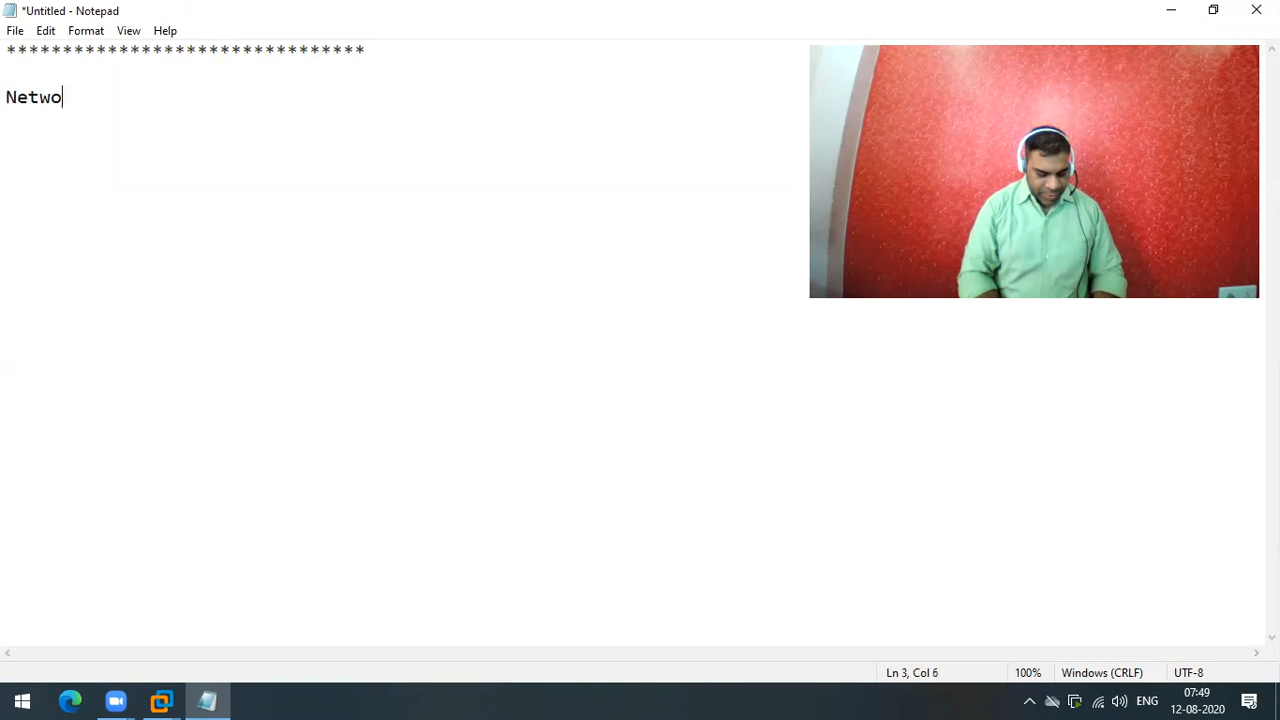 *Untitled - Notepad
File Edit Format View Help
********************************
Netwo
Ln 3, Col 6 100% Windows (CRLF) UTF-8
ENG
07:49
12-08-2020